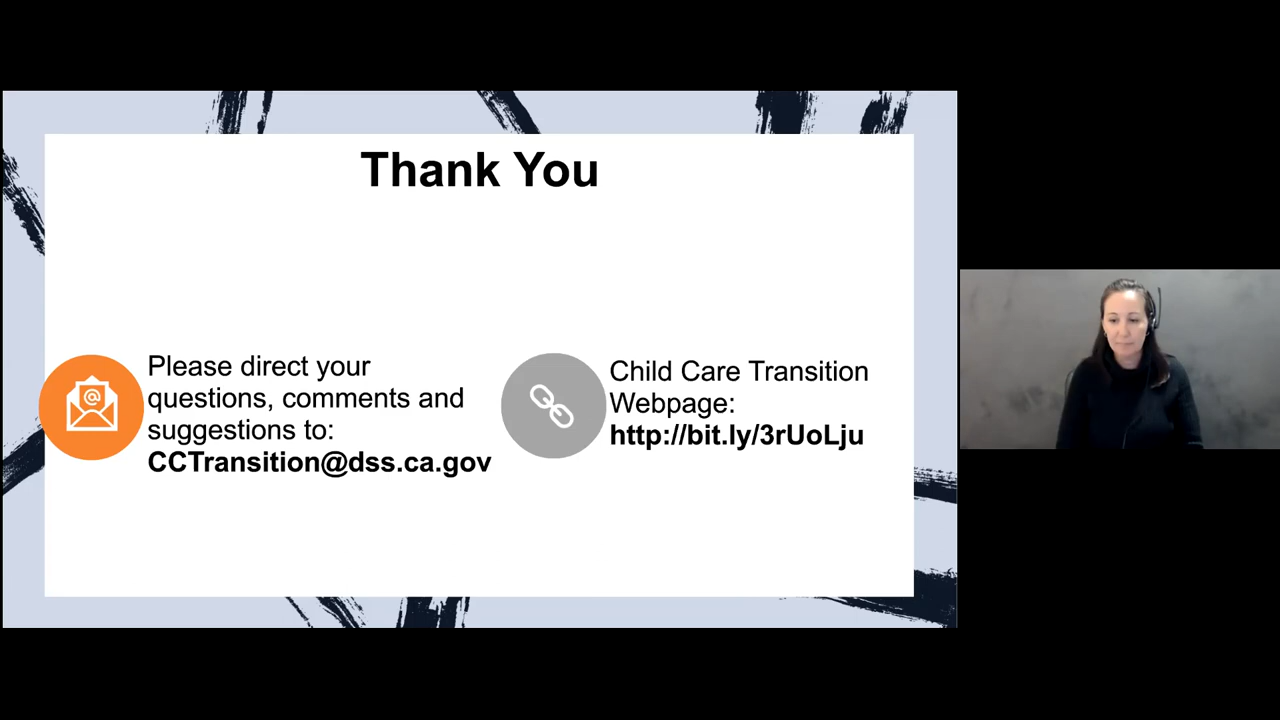 Thank You
Please direct your
questions, comments and
suggestions to:
CCTransition@dss.ca.gov
Child Care Transition
Webpage:
http://bit.ly/3rUoLju